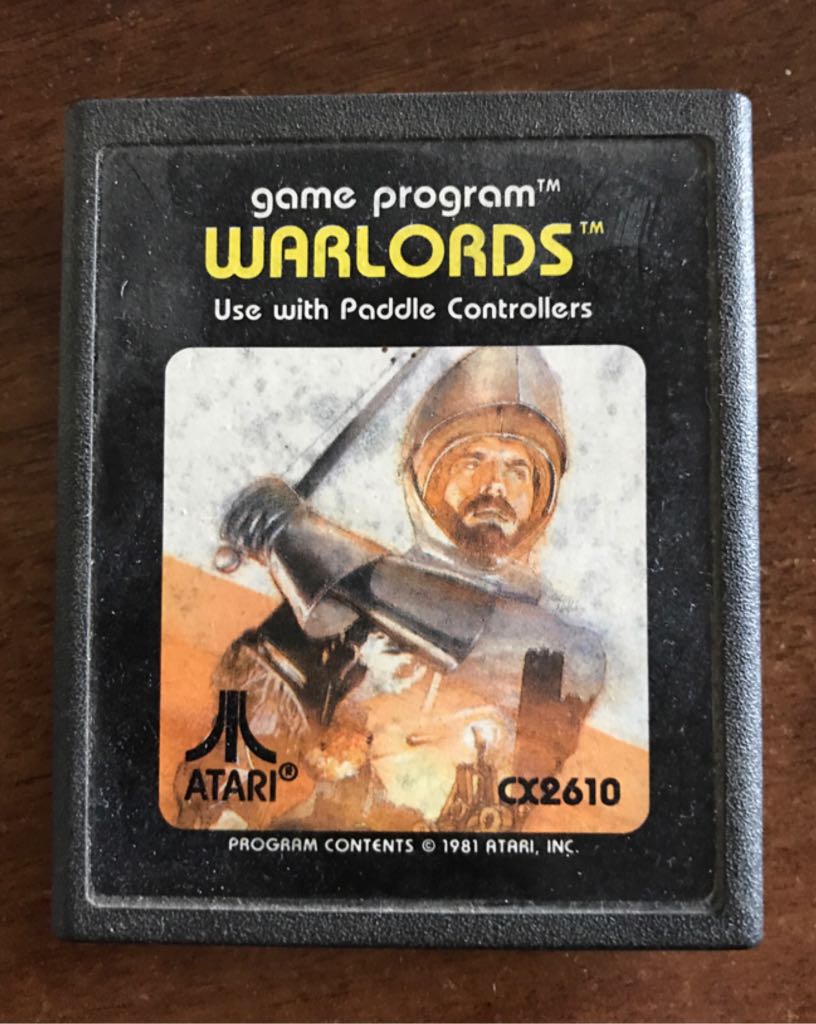 game program™
WARLORDS™
Use with Paddle Controllers
ATARI®
CX2610
PROGRAM CONTENTS © 1981 ATARI, INC.